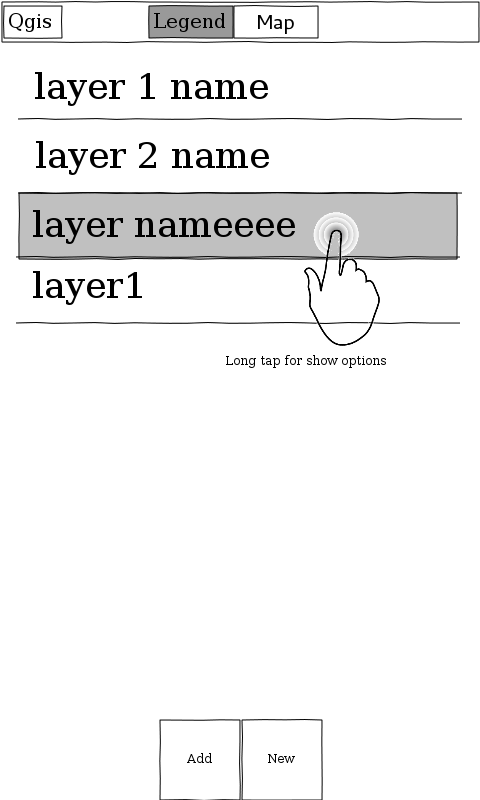 Qgis Legend Map
layer 1 name
layer 2 name
layer nameeee
layer1
Long tap for show options
Add New